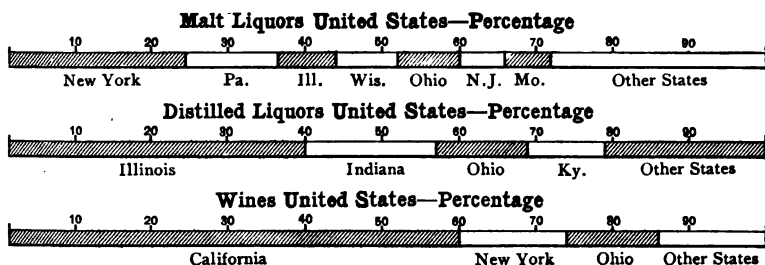 Malt Liquors United States—Percentage
10 20 30 40 50 60 70 80 90
New York Pa. Ill. Wis. Ohio N.J. Mo. Other States
Distilled Liquors United States—Percentage
10 20 30 40 50 60 70 80 90
Illinois Indiana Ohio Ky. Other States
Wines United States—Percentage
10 20 30 40 50 60 70 80 90
California New York Ohio Other States